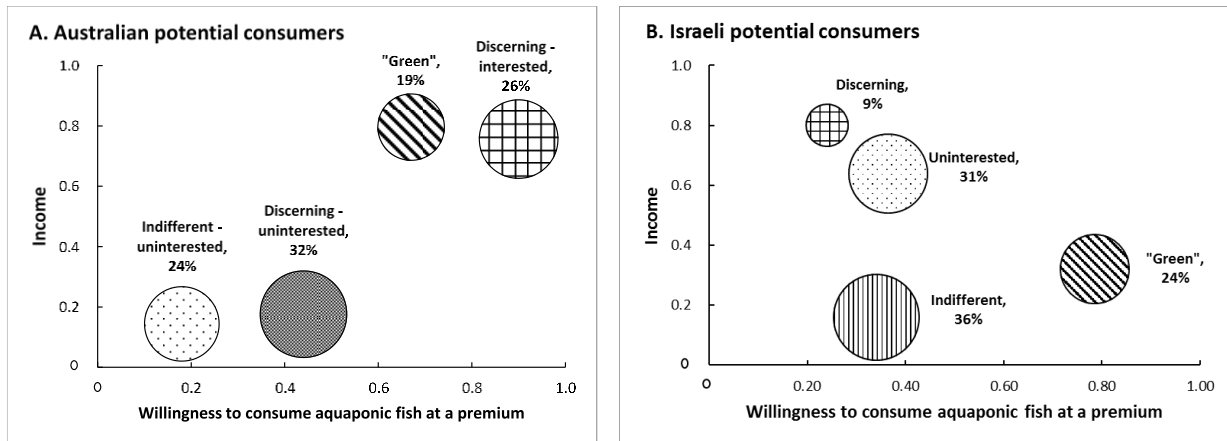 A. Australian potential consumers
Income
1.0
0.8
0.6
0.4
0.2
0
"Green",
19%
Discerning -
interested,
26%
Indifferent -
uninterested,
24%
Discerning -
uninterested,
32%
0
0.2
0.4
0.6
0.8
1.0
Willingness to consume aquaponic fish at a premium
B. Israeli potential consumers
Income
1.0
0.8
0.6
0.4
0.2
0
Discerning,
9%
Uninterested,
31%
"Green",
24%
Indifferent,
36%
0
0.20
0.40
0.60
0.80
1.00
Willingness to consume aquaponic fish at a premium